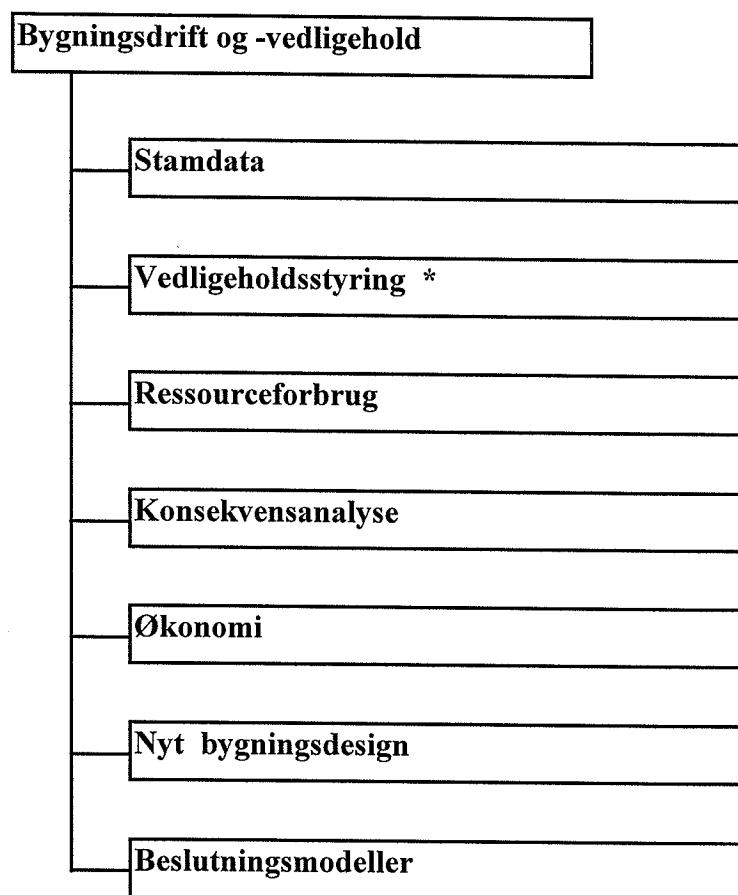 Bygningsdrift og -vedligehold
Stamdata
Vedligeholdsstyring *
Ressourceforbrug
Konsekvensanalyse
Økonomi
Nyt bygningsdesign
Beslutningsmodeller